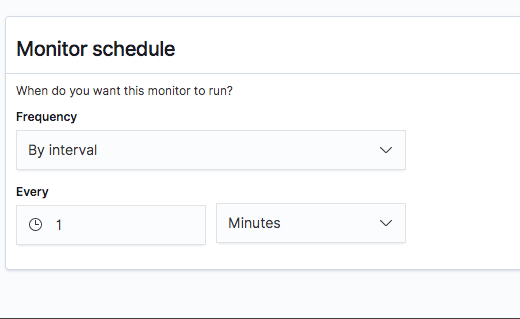 Monitor schedule
When do you want this monitor to run?
Frequency
By interval
Every
1 Minutes